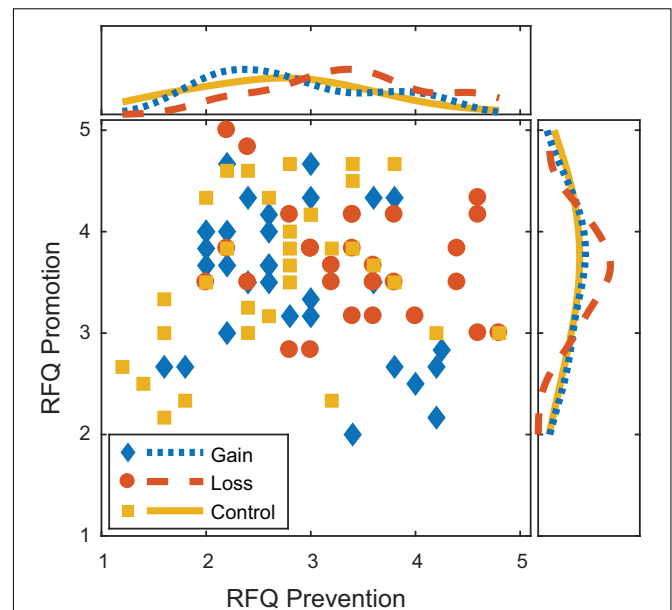 5
4
3
2
1
RFQ Promotion
Gain
Loss
Control
1 2 3 4 5
RFQ Prevention